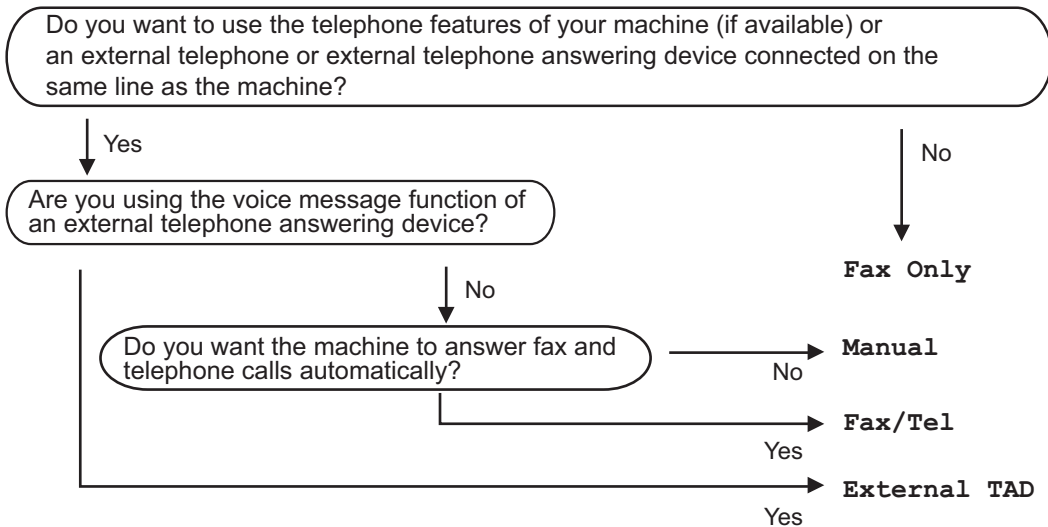 Do you want to use the telephone features of your machine (if available) or
an external telephone or external telephone answering device connected on the
same line as the machine?
Yes
No
Are you using the voice message function of
an external telephone answering device?
Fax Only
No
Do you want the machine to answer fax and
telephone calls automatically?
Manual
No
Fax/Tel
Yes
External TAD
Yes